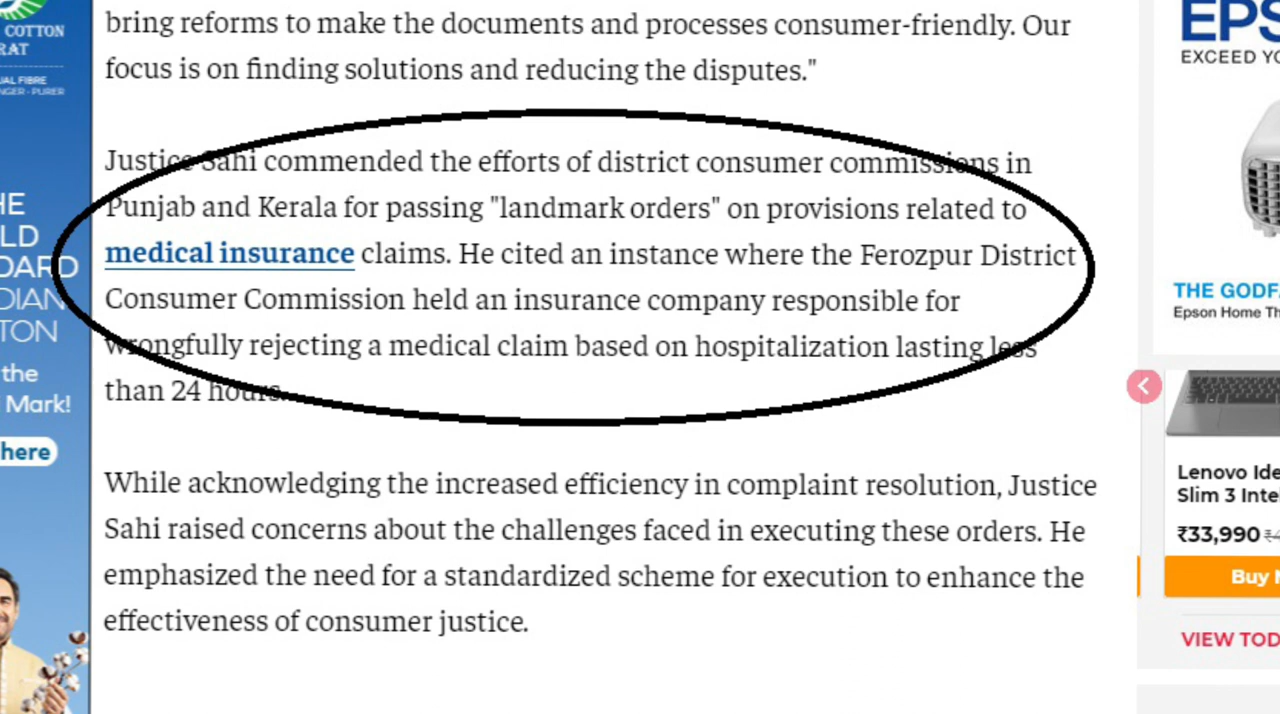 COTTON
RAT
UAL FIBRE
NGER - PURER
HE
LD
DARD
DIAN
TTON
the
Mark!
here
bring reforms to make the documents and processes consumer-friendly. Our
focus is on finding solutions and reducing the disputes."
Justice Sahi commended the efforts of district consumer commissions in
Punjab and Kerala for passing "landmark orders" on provisions related to
medical insurance claims. He cited an instance where the Ferozpur District
Consumer Commission held an insurance company responsible for
wrongfully rejecting a medical claim based on hospitalization lasting less
than 24 hours.
While acknowledging the increased efficiency in complaint resolution, Justice
Sahi raised concerns about the challenges faced in executing these orders. He
emphasized the need for a standardized scheme for execution to enhance the
effectiveness of consumer justice.
EPS
EXCEED YO
THE GODFA
Epson Home Th
Lenovo Ide
Slim 3 Inte
₹33,990
Buy
VIEW TOD